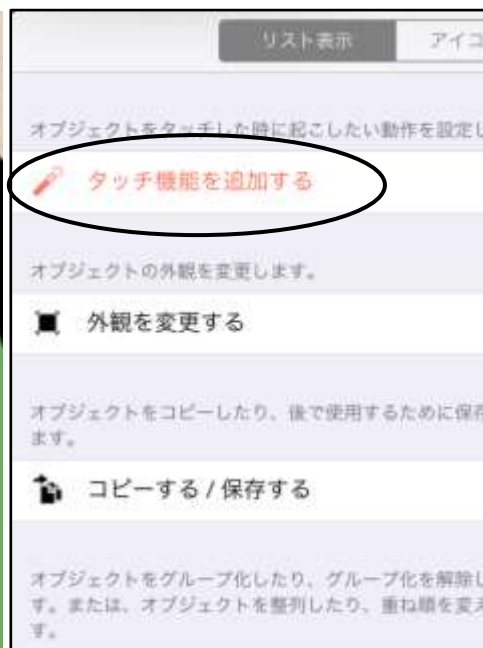 リスト表示 アイコ
オブジェクトをタッチした時に起こしたい動作を設定し
タッチ機能を追加する
オブジェクトの外観を変更します。
外観を変更する
オブジェクトをコピーしたり、後で使用するために保存
ます。
コピーする / 保存する
オブジェクトをグループ化したり、グループ化を解除し
す。または、オブジェクトを整列したり、重ね順を変え
す。